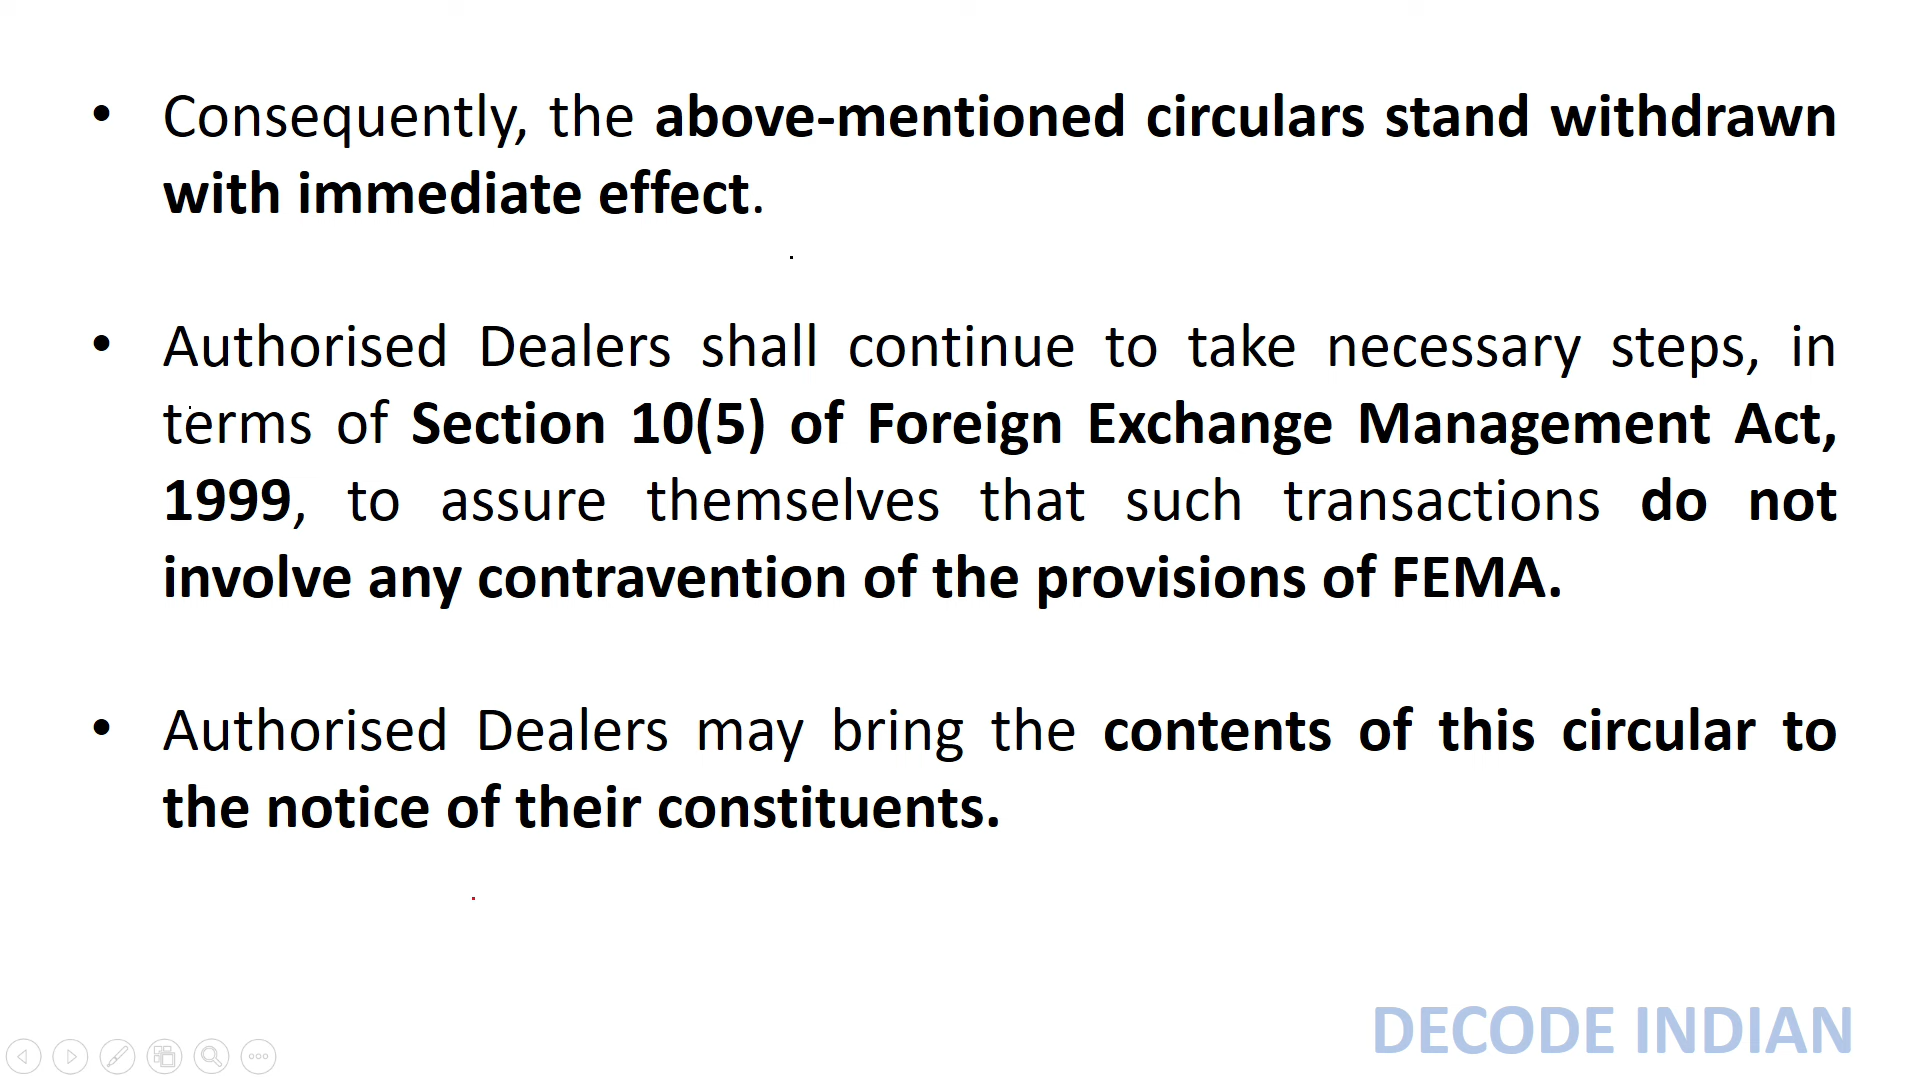 • Consequently, the above-mentioned circulars stand withdrawn
with immediate effect.
• Authorised Dealers shall continue to take necessary steps, in
terms of Section 10(5) of Foreign Exchange Management Act,
1999, to assure themselves that such transactions do not
involve any contravention of the provisions of FEMA.
• Authorised Dealers may bring the contents of this circular to
the notice of their constituents.
DECODE INDIAN